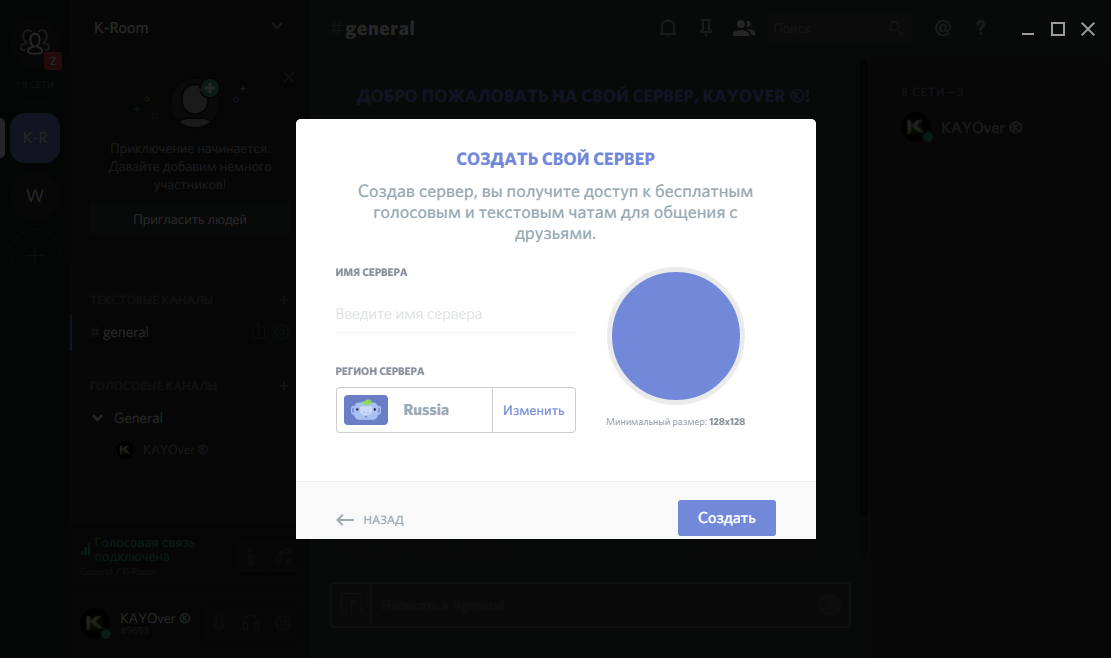 K-Room
#general
Поиск
2
18 СЕТИ
ДОБРО ПОЖАЛОВАТЬ НА СВОЙ СЕРВЕР, KAYOVER ®!
В СЕТИ—3
K-R
KAYOver ®
Приключение начинается.
Давайте добавим немного
участников!
W
Пригласить людей
СОЗДАТЬ СВОЙ СЕРВЕР
Создав сервер, вы получите доступ к бесплатным
голосовым и текстовым чатам для общения с
друзьями.
ИМЯ СЕРВЕРА
Введите имя сервера
РЕГИОН СЕРВЕРА
Russia
Изменить
Минимальный размер: 128x128
НАЗАД
Создать
ТЕКСТОВЫЕ КАНАЛЫ
# general
ГОЛОСОВЫЕ КАНАЛЫ
General
KAYOver ®
Голосовая связь
подключена
General / K-Room
KAYOver ®
#9693
Написать в #general